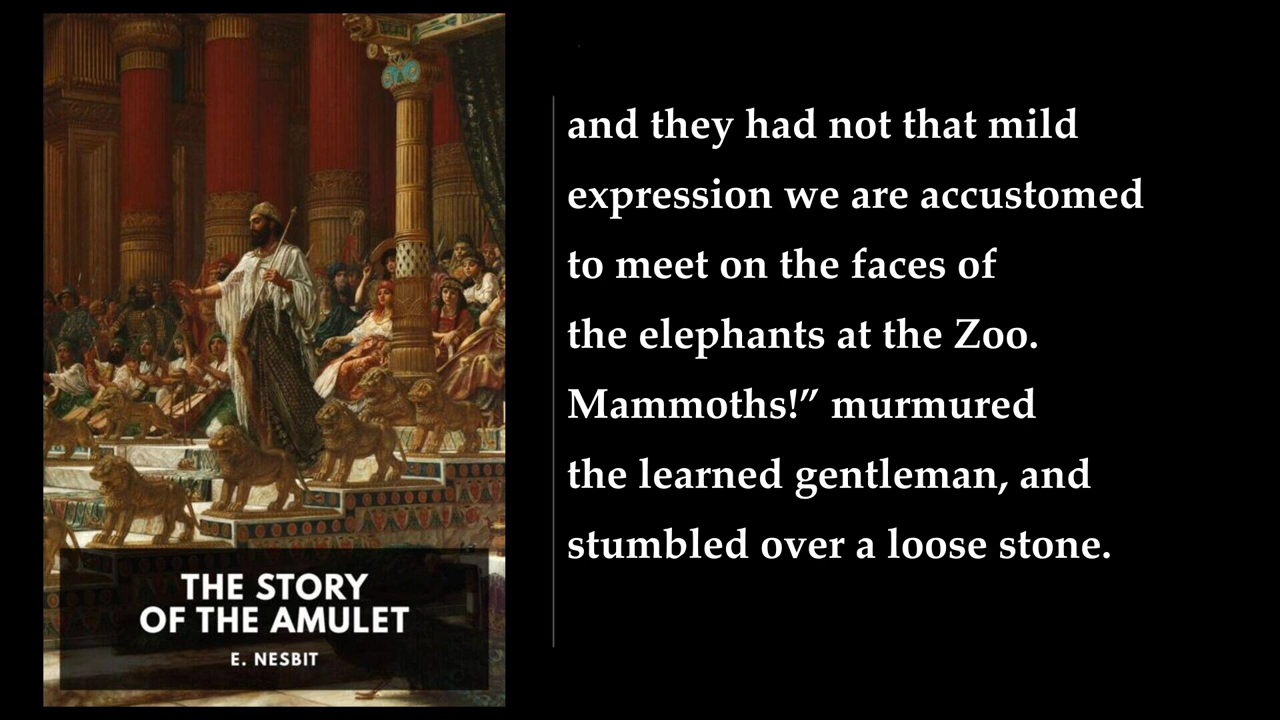 and they had not that mild
expression we are accustomed
to meet on the faces of
the elephants at the Zoo.
Mammoths!” murmured
the learned gentleman, and
stumbled over a loose stone.
THE STORY
OF THE AMULET
E. NESBIT